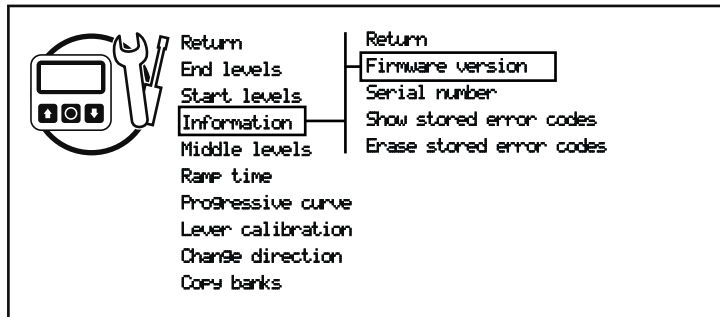 Return
End levels
Start levels
Information
Middle levels
Ramp time
Progressive curve
Lever calibration
Change direction
Copy banks
Return
Firmware version
Serial number
Show stored error codes
Erase stored error codes